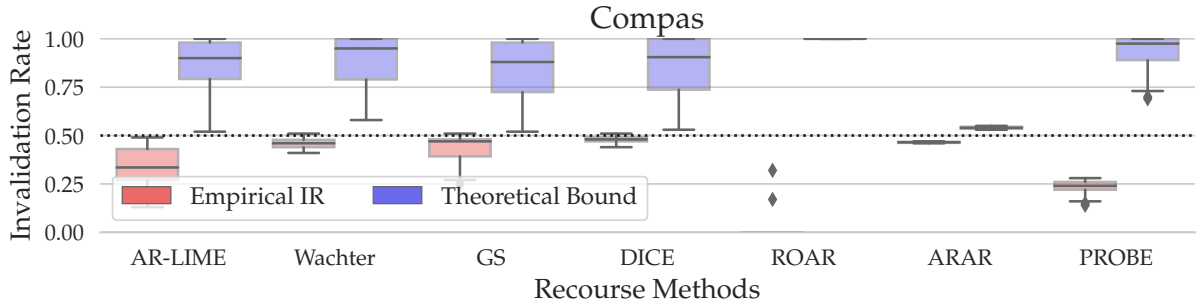 Compas
Invalidation Rate
1.00
0.75
0.50
0.25
0.00
Empirical IR
Theoretical Bound
AR-LIME
Wachter
GS
DICE
ROAR
ARAR
PROBE
Recourse Methods